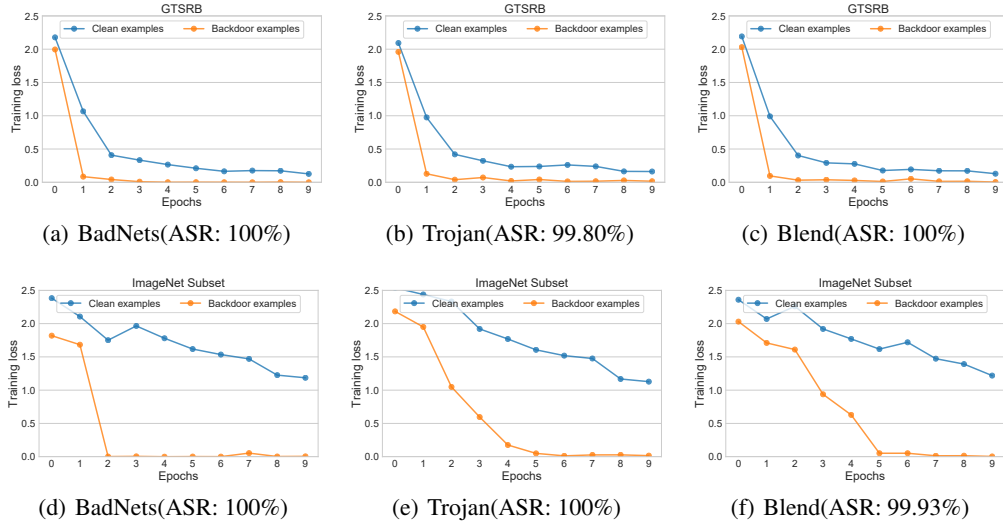 GTSRB GTSRB GTSRB
Clean examples Backdoor examples Clean examples Backdoor examples Clean examples Backdoor examples
2.5 2.5 2.5
2.0 2.0 2.0
1.5 1.5 1.5
1.0 1.0 1.0
0.5 0.5 0.5
0.0 0.0 0.0
Training loss Training loss Training loss
0 1 2 3 4 5 6 7 8 9 0 1 2 3 4 5 6 7 8 9 0 1 2 3 4 5 6 7 8 9
Epochs Epochs Epochs
(a) BadNets(ASR: 100%) (b) Trojan(ASR: 99.80%) (c) Blend(ASR: 100%)
ImageNet Subset ImageNet Subset ImageNet Subset
Clean examples Backdoor examples Clean examples Backdoor examples Clean examples Backdoor examples
2.5 2.5 2.5
2.0 2.0 2.0
1.5 1.5 1.5
1.0 1.0 1.0
0.5 0.5 0.5
0.0 0.0 0.0
Training loss Training loss Training loss
0 1 2 3 4 5 6 7 8 9 0 1 2 3 4 5 6 7 8 9 0 1 2 3 4 5 6 7 8 9
Epochs Epochs Epochs
(d) BadNets(ASR: 100%) (e) Trojan(ASR: 100%) (f) Blend(ASR: 99.93%)